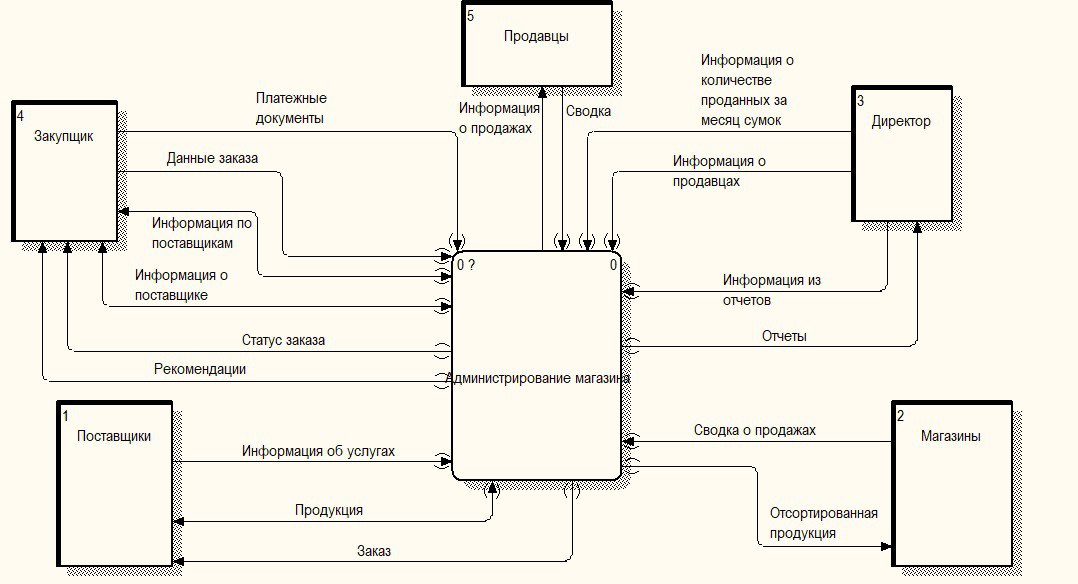 5
Продавцы
Информация о
количестве
проданных за
месяц сумок
3
Директор
4
Закупщик
Платежные
документы
Информация
о продажах
Сводка
Данные заказа
Информация о
продавцах
Информация по
поставщикам
0 ?
0
Информация о
поставщике
Информация из
отчетов
Статус заказа
Отчеты
Рекомендации
Администрирование магазина
1
Поставщики
2
Магазины
Сводка о продажах
Информация об услугах
Продукция
Отсортированная
продукция
Заказ